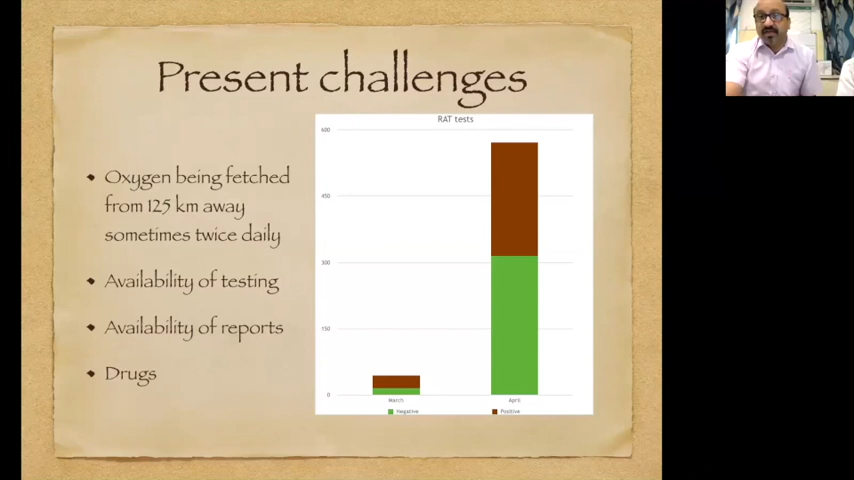 Present challenges
Oxygen being fetched
from 125 km away
sometimes twice daily
Availability of testing
Availability of reports
Drugs
RAT tests
600
450
300
150
0
March
April
Negative
Positive